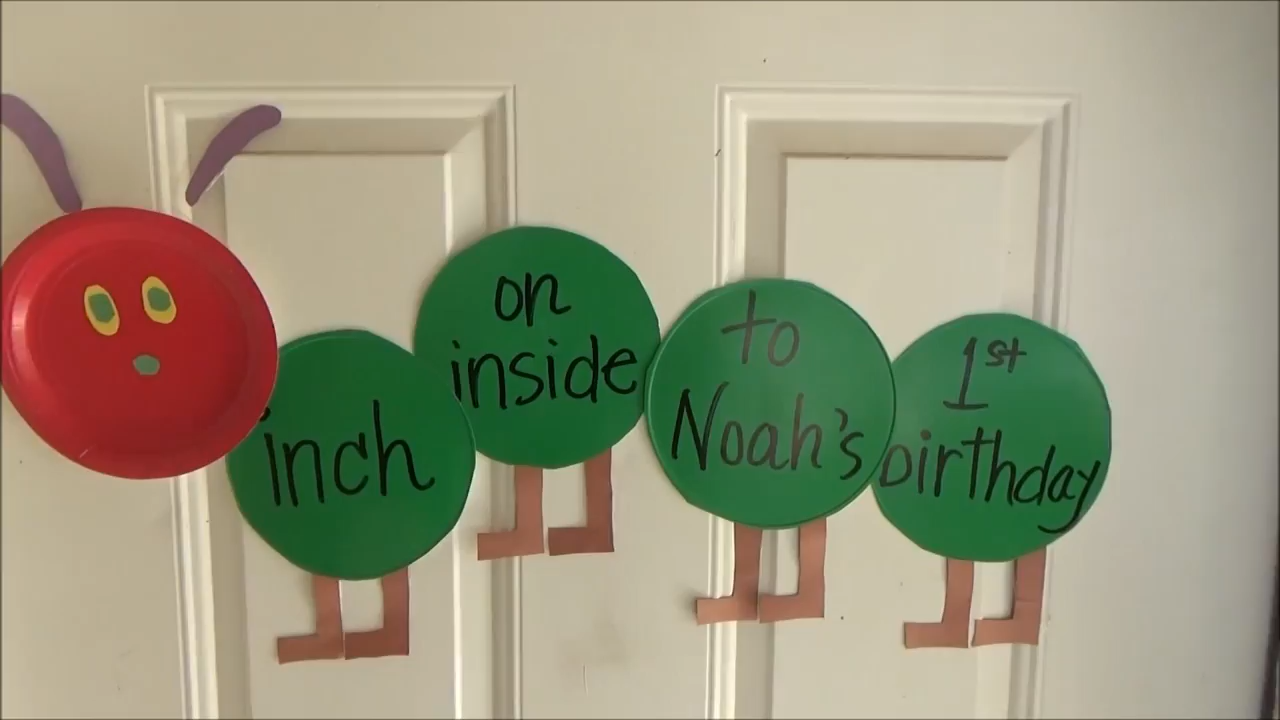 inch
on
inside
to
Noah's
1st
birthday